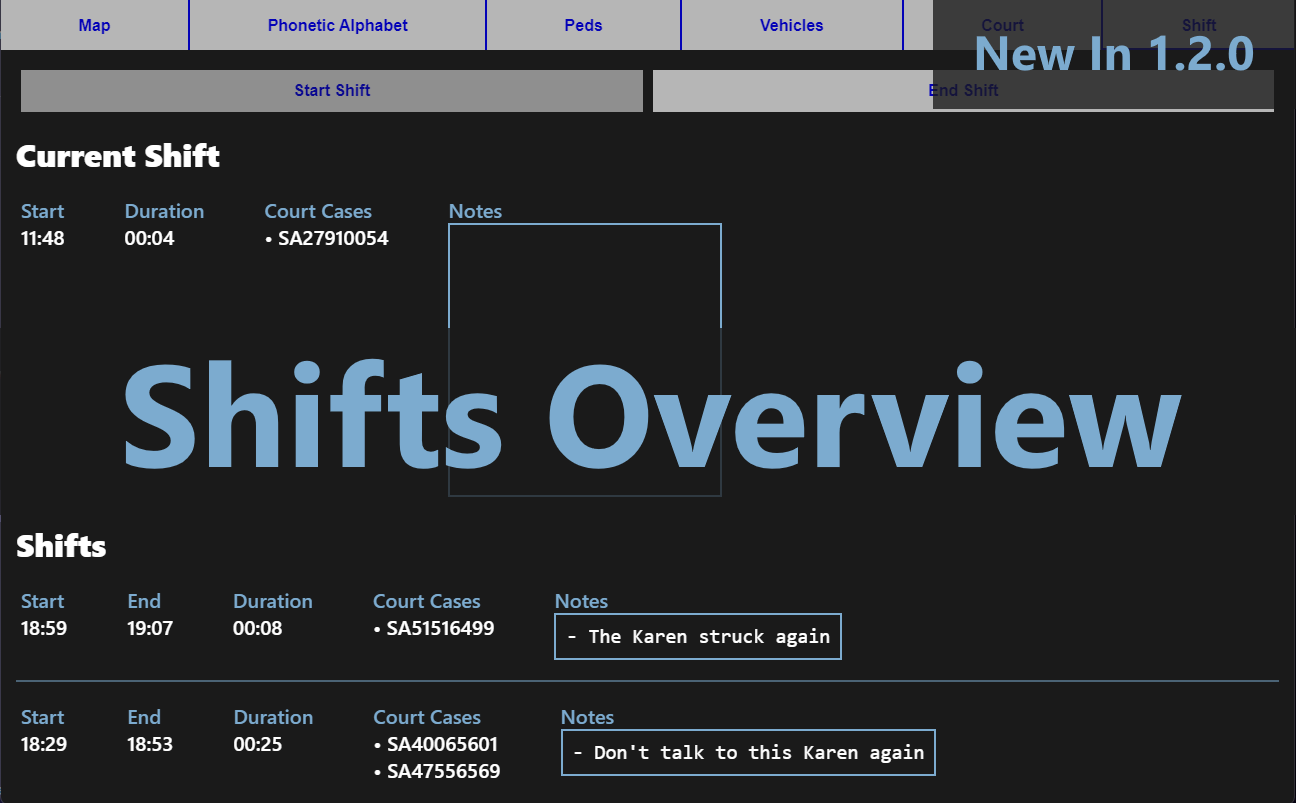 Map Phonetic Alphabet Peds Vehicles Court Shift
New In 1.2.0
Start Shift End Shift
Current Shift
Start Duration Court Cases Notes
11:48 00:04 • SA27910054
Shifts Overview
Shifts
Start End Duration Court Cases Notes
18:59 19:07 00:08 • SA51516499 - The Karen struck again
Start End Duration Court Cases Notes
18:29 18:53 00:25 • SA40065601 - Don't talk to this Karen again
• SA47556569